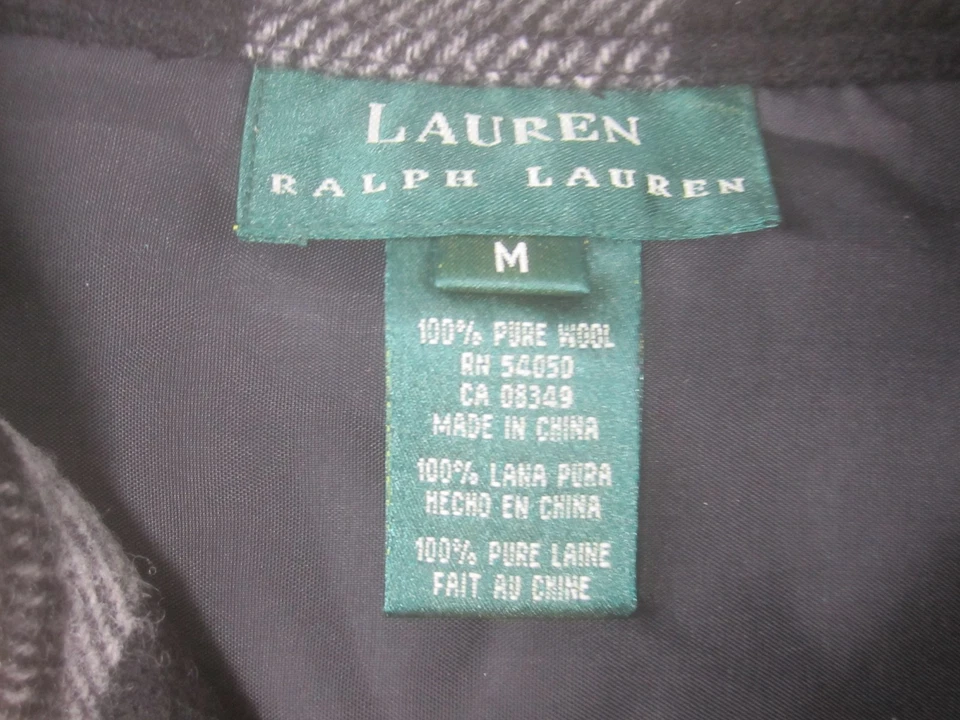 LAUREN
RALPH LAUREN
M
100% PURE WOOL
RN 54050
CA 08349
MADE IN CHINA
100% LANA PURA
HECHO EN CHINA
100% PURE LAINE
FAIT AU CHINE